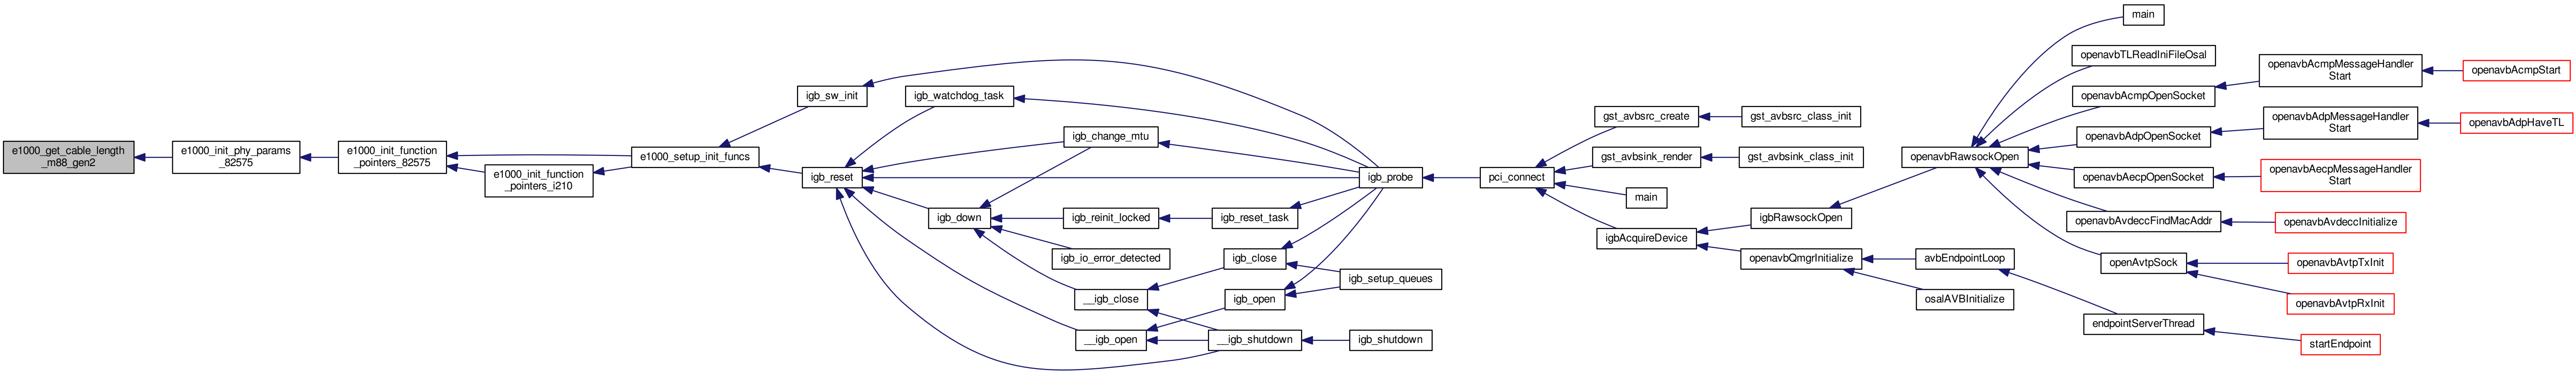 e1000_get_cable_length
_m88_gen2
e1000_init_phy_params
_82575
e1000_init_function
_pointers_82575
e1000_init_function
_pointers_i210
e1000_setup_init_funcs
igb_sw_init
igb_reset
igb_watchdog_task
igb_change_mtu
igb_down
igb_reinit_locked
igb_io_error_detected
__igb_close
__igb_open
igb_reset_task
igb_close
igb_open
__igb_shutdown
igb_probe
igb_setup_queues
igb_shutdown
pci_connect
gst_avbsrc_create
gst_avbsink_render
main
igbAcquireDevice
gst_avbsrc_class_init
gst_avbsink_class_init
igbRawsockOpen
openavbQmgrInitialize
openavbRawsockOpen
avbEndpointLoop
osalAVBInitialize
main
openavbTLReadIniFileOsal
openavbAcmpOpenSocket
openavbAdpOpenSocket
openavbAecpOpenSocket
openavbAvdeccFindMacAddr
openAvtpSock
endpointServerThread
openavbAcmpMessageHandler
Start
openavbAdpMessageHandler
Start
openavbAecpMessageHandler
Start
openavbAvdeccInitialize
openavbAvtpTxInit
openavbAvtpRxInit
startEndpoint
openavbAcmpStart
openavbAdpHaveTL